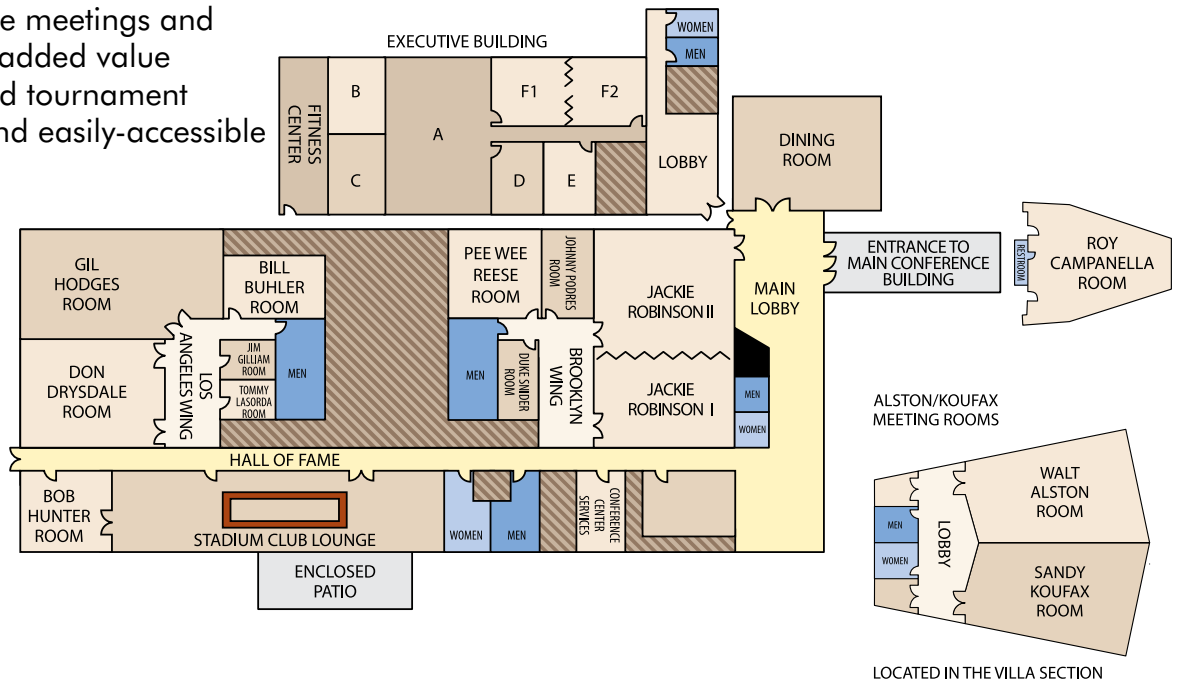 e meetings and
added value
d tournament
nd easily-accessible
EXECUTIVE BUILDING
WOMEN
MEN
FITNESS
CENTER
B
C
A
F1
F2
D
E
LOBBY
DINING
ROOM
ENTRANCE TO
MAIN CONFERENCE
BUILDING
RESTROOM
ROY
CAMPANELLA
ROOM
GIL
HODGES
ROOM
BILL
BUHLER
ROOM
PEE WEE
REESE
ROOM
JOHNNY PODRES
ROOM
JACKIE
ROBINSON II
MAIN
LOBBY
DON
DRYSDALE
ROOM
LOS
ANGELES WING
JIM
GILLIAM
ROOM
TOMMY
LASORDA
ROOM
MEN
MEN
DUKE SNIDER
ROOM
BROOKLYN
WING
JACKIE
ROBINSON I
MEN
WOMEN
HALL OF FAME
BOB
HUNTER
ROOM
STADIUM CLUB LOUNGE
WOMEN
MEN
CONFERENCE
CENTER
SERVICES
ENCLOSED
PATIO
ALSTON/KOUFAX
MEETING ROOMS
MEN
WOMEN
LOBBY
WALT
ALSTON
ROOM
SANDY
KOUFAX
ROOM
LOCATED IN THE VILLA SECTION